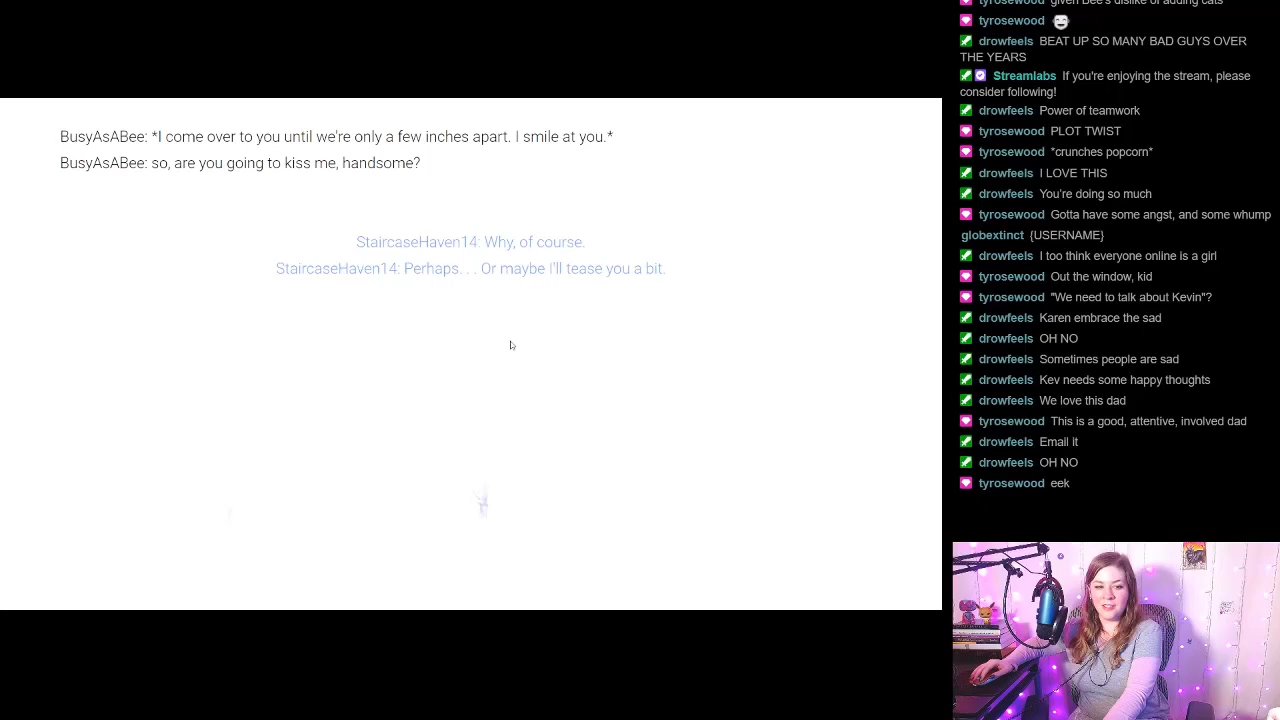 BusyAsABee: *I come over to you until we're only a few inches apart. I smile at you.*
BusyAsABee: so, are you going to kiss me, handsome?
StaircaseHaven14: Why, of course.
StaircaseHaven14: Perhaps. . . Or maybe I'll tease you a bit.
tyrosewood given Bee's dislike of adding cats
tyrosewood
drowfeels BEAT UP SO MANY BAD GUYS OVER
THE YEARS
Streamlabs If you're enjoying the stream, please
consider following!
drowfeels Power of teamwork
tyrosewood PLOT TWIST
tyrosewood *crunches popcorn*
drowfeels I LOVE THIS
drowfeels You're doing so much
tyrosewood Gotta have some angst, and some whump
globextinct {USERNAME}
drowfeels I too think everyone online is a girl
tyrosewood Out the window, kid
tyrosewood "We need to talk about Kevin"?
drowfeels Karen embrace the sad
drowfeels OH NO
drowfeels Sometimes people are sad
drowfeels Kev needs some happy thoughts
drowfeels We love this dad
tyrosewood This is a good, attentive, involved dad
drowfeels Email it
drowfeels OH NO
tyrosewood eek